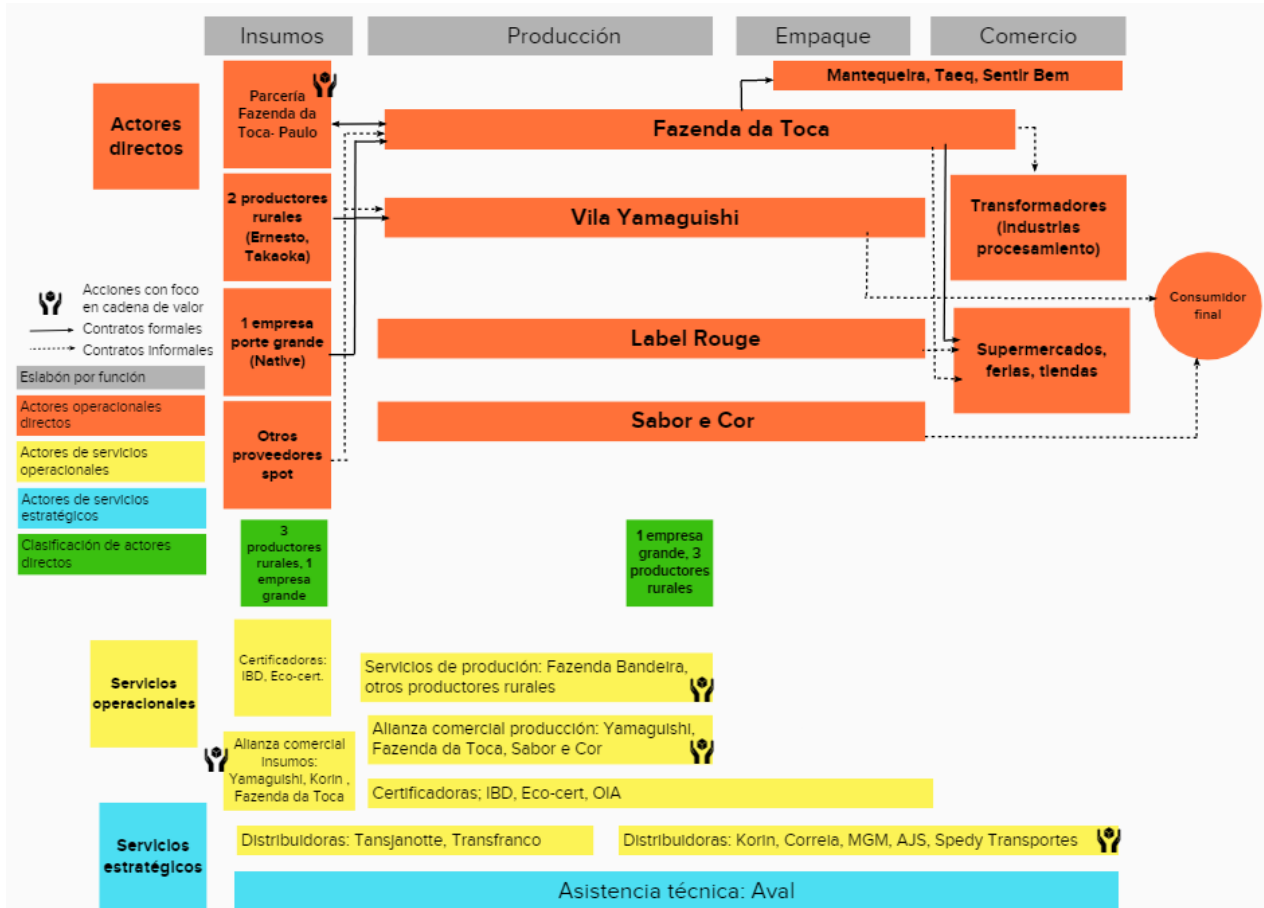 Insumos
Producción
Empaque
Comercio
Actores
directos
Parcería
Fazenda da
Toca- Paulo
Mantequeira, Taeq, Sentir Bem
Fazenda da Toca
2 productores
rurales
(Ernesto,
Takaoka)
Vila Yamaguishi
Transformadores
(industrias
procesamiento)
Acciones con foco
en cadena de valor
Contratos formales
Contratos informales
1 empresa
porte grande
(Native)
Label Rouge
Supermercados,
ferias, tiendas
Consumidor
final
Eslabón por función
Actores operacionales
directos
Actores de servicios
operacionales
Actores de servicios
estratégicos
Clasificación de actores
directos
Otros
proveedores
spot
Sabor e Cor
3
productores
rurales, 1
empresa
grande
1 empresa
grande, 3
productores
rurales
Servicios
operacionales
Certificadoras:
IBD, Eco-cert.
Servicios de produción: Fazenda Bandeira,
otros productores rurales
Alianza comercial
insumos:
Yamaguishi, Korin ,
Fazenda da Toca
Alianza comercial producción: Yamaguishi,
Fazenda da Toca, Sabor e Cor
Certificadoras; IBD, Eco-cert, OIA
Servicios
estratégicos
Distribuidoras: Tansjanotte, Transfranco
Distribuidoras: Korin, Correia, MGM, AJS, Spedy Transportes
Asistencia técnica: Aval